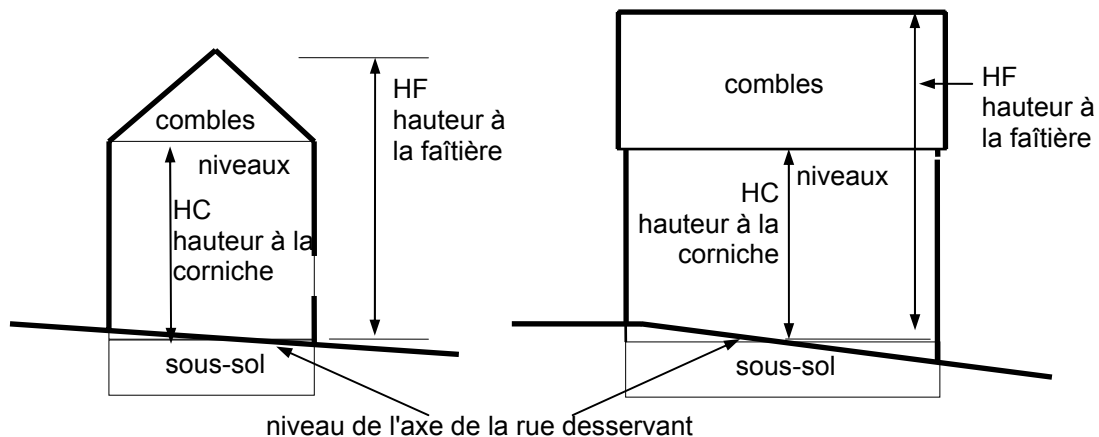 combles
niveaux
HC
hauteur à la
corniche
HF
hauteur à
la faîtière
sous-sol
combles
HF
hauteur à
la faîtière
niveaux
HC
hauteur à la
corniche
sous-sol
niveau de l'axe de la rue desservant